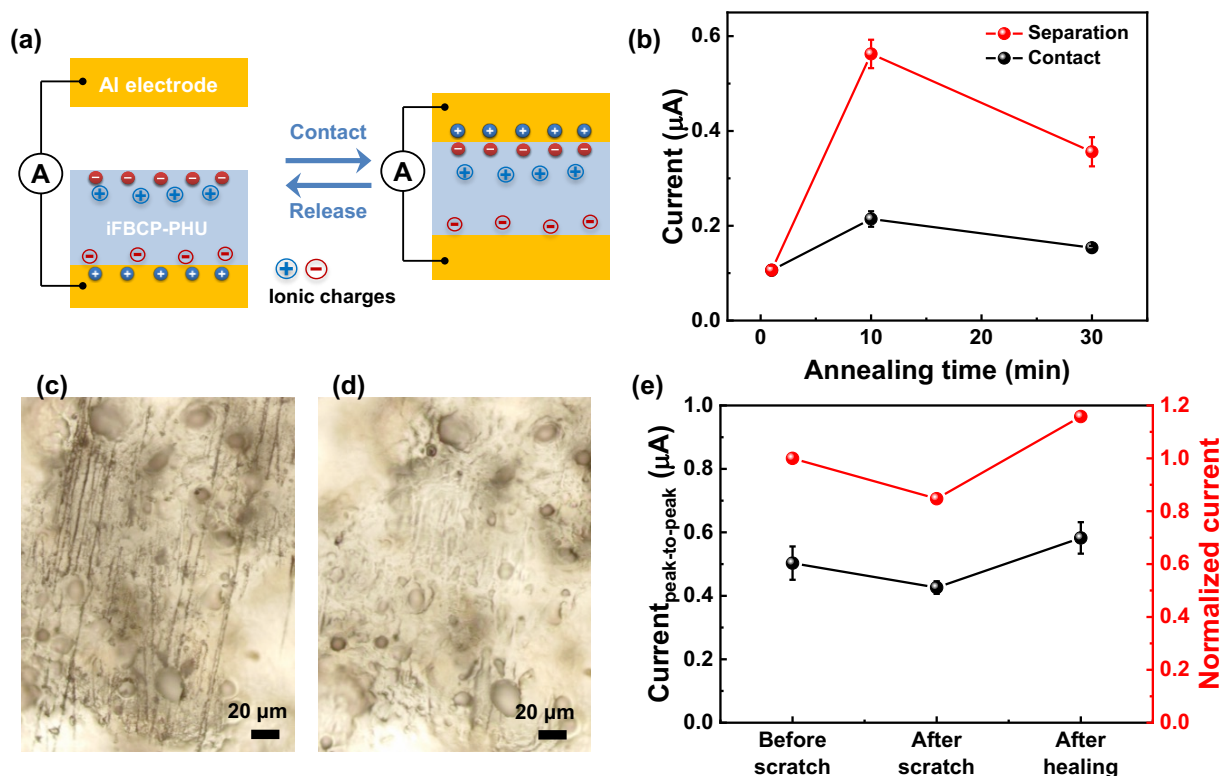 (a)
Al electrode
A
iFBCP-PHU
Contact
Release
Ionic charges
A
(b)
Separation
Contact
Current (μA)
0.6
0.4
0.2
0.0
0
10
20
30
Annealing time (min)
(c)
20 μm
(d)
20 μm
(e)
Current peak-to-peak (μA)
1.0
0.8
0.6
0.4
0.2
0.0
Before
scratch
After
scratch
After
healing
1.2
1.0
0.8
0.6
0.4
0.2
0.0
Normalized current